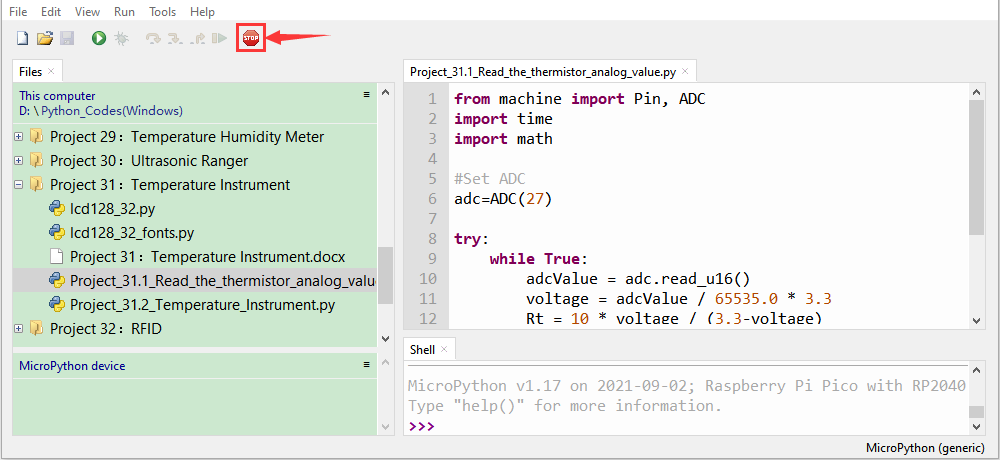 File Edit View Run Tools Help
STOP
Files ×
This computer
D: \ Python_Codes(Windows)
Project 29：Temperature Humidity Meter
Project 30：Ultrasonic Ranger
Project 31：Temperature Instrument
lcd128_32.py
lcd128_32_fonts.py
Project 31：Temperature Instrument.docx
Project_31.1_Read_the_thermistor_analog_valu
Project_31.2_Temperature_Instrument.py
Project 32：RFID
MicroPython device
Project_31.1_Read_the_thermistor_analog_value.py ×
1 from machine import Pin, ADC
2 import time
3 import math
4
5 #Set ADC
6 adc=ADC(27)
7
8 try:
9 while True:
10 adcValue = adc.read_u16()
11 voltage = adcValue / 65535.0 * 3.3
12 Rt = 10 * voltage / (3.3-voltage)
Shell ×
MicroPython v1.17 on 2021-09-02; Raspberry Pi Pico with RP2040
Type "help()" for more information.
>>>
MicroPython (generic)